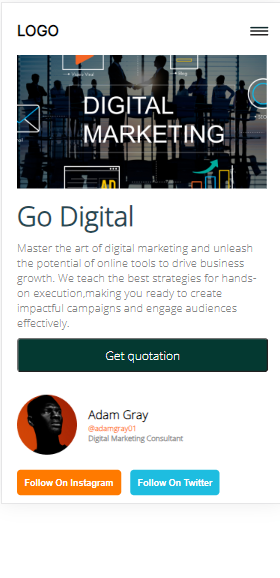 LOGO
Video View
Blog
DIGITAL
MARKETING
AD
Go Digital
Master the art of digital marketing and unleash
the potential of online tools to drive business
growth. We teach the best strategies for hands-
on execution,making you ready to create
impactful campaigns and engage audiences
effectively.
Get quotation
Adam Gray
@adamgray01
Digital Marketing Consultant
Follow On Instagram
Follow On Twitter